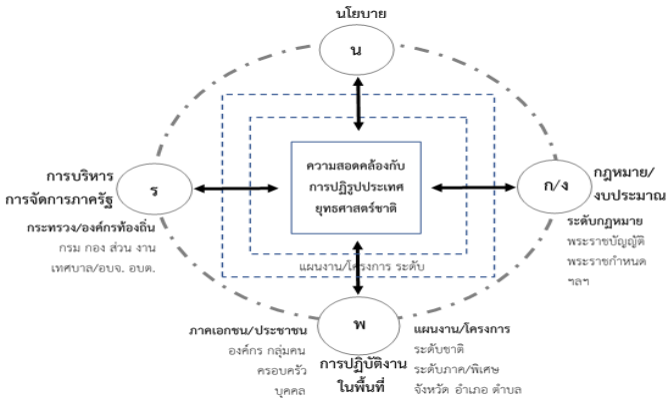 นโยบาย
น
ความสอดคล้องกับ
การปฏิรูปประเทศ
ยุทธศาสตร์ชาติ
การบริหาร
การจัดการภาครัฐ
ร
กระทรวง/องค์กรท้องถิ่น
กรม กอง ส่วน งาน
เทศบาล/อบจ. อบต.
ก/ง
กฎหมาย/
งบประมาณ
ระดับกฎหมาย
พระราชบัญญัติ
พระราชกำหนด
ฯลฯ
แผนงาน/โครงการ ระดับ
พ
ภาคเอกชน/ประชาชน
องค์กร กลุ่มคน
ครอบครัว
บุคคล
การปฏิบัติงาน
ในพื้นที่
แผนงาน/โครงการ
ระดับชาติ
ระดับภาค/พิเศษ
จังหวัด อำเภอ ตำบล